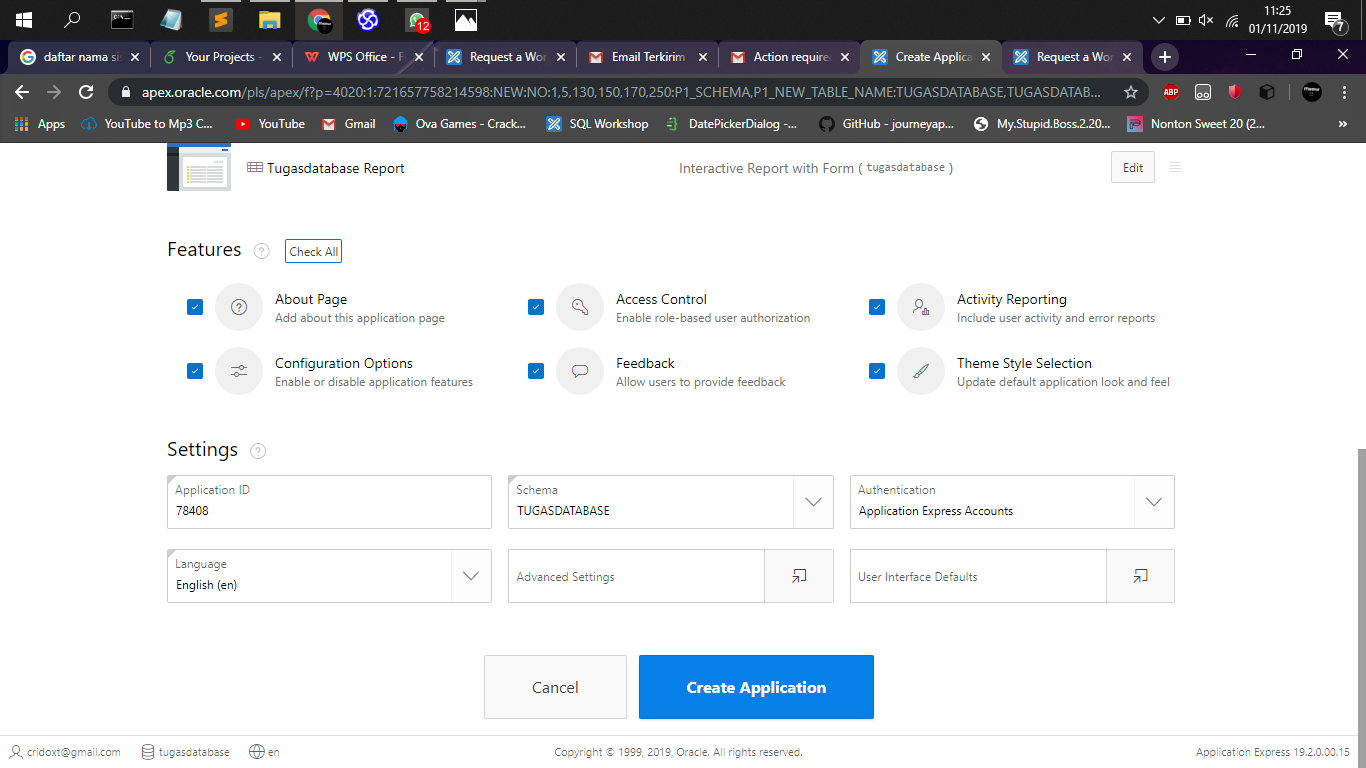 12
11:25
01/11/2019
7
daftar nama si
Your Projects -
WPS Office - F
Request a Wor
Email Terkirim
Action require
Create Applica
Request a Wor
apex.oracle.com/pls/apex/f?p=4020:1:721657758214598:NEW:NO:1,5,130,150,170,250:P1_SCHEMA,P1_NEW_TABLE_NAME:TUGASDATABASE,TUGASDATAB...
ABP
Apps
YouTube to Mp3 C...
YouTube
Gmail
Ova Games - Crack...
SQL Workshop
DatePickerDialog -...
GitHub - journeyap...
My.Stupid.Boss.2.20...
Nonton Sweet 20 (2...
»
Tugasdatabase Report
Interactive Report with Form ( tugasdatabase )
Edit
Features
?
Check All
About Page
Add about this application page
Access Control
Enable role-based user authorization
Activity Reporting
Include user activity and error reports
Configuration Options
Enable or disable application features
Feedback
Allow users to provide feedback
Theme Style Selection
Update default application look and feel
Settings
?
Application ID
78408
Schema
TUGASDATABASE
Authentication
Application Express Accounts
Language
English (en)
Advanced Settings
User Interface Defaults
Cancel
Create Application
cridoxt@gmail.com
tugasdatabase
en
Copyright © 1999, 2019, Oracle. All rights reserved.
Application Express 19.2.0.00.15